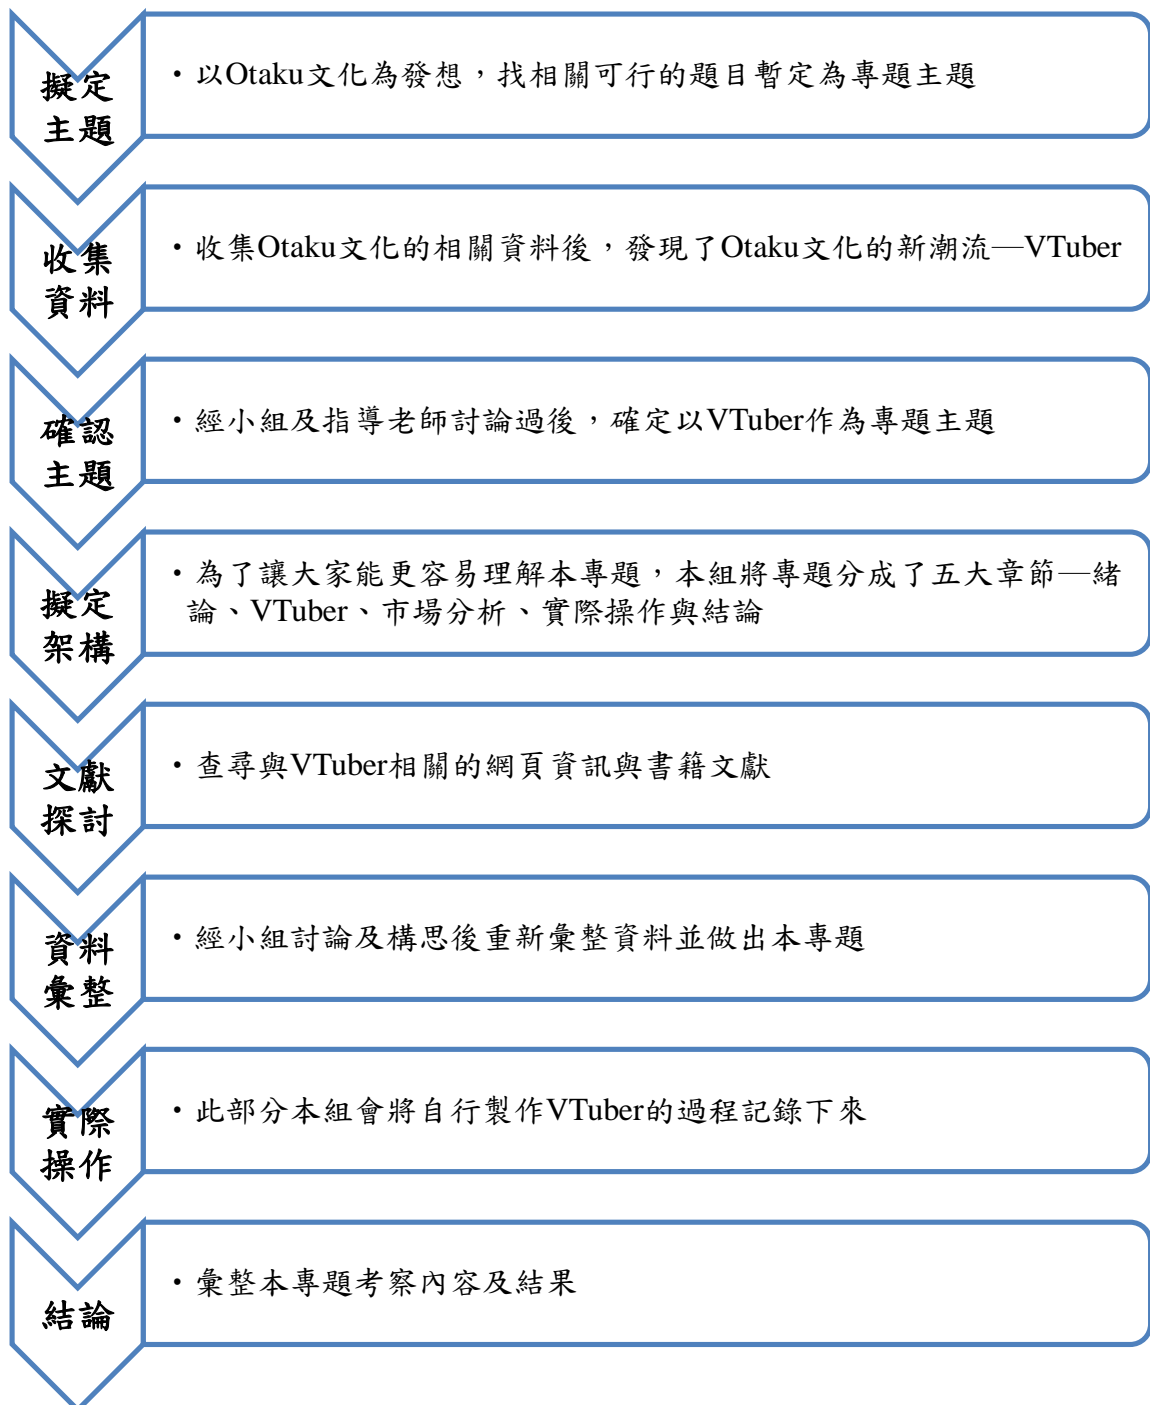 擬定
主題
・以Otaku文化為發想，找相關可行的題目暫定為專題主題
收集
資料
・收集Otaku文化的相關資料後，發現了Otaku文化的新潮流—VTuber
確認
主題
・經小組及指導老師討論過後，確定以VTuber作為專題主題
擬定
架構
・為了讓大家能更容易理解本專題，本組將專題分成了五大章節—緒
論、VTuber、市場分析、實際操作與結論
文獻
探討
・查尋與VTuber相關的網頁資訊與書籍文獻
資料
彙整
・經小組討論及構思後重新彙整資料並做出本專題
實際
操作
・此部分本組會將自行製作VTuber的過程記錄下來
結論
・彙整本專題考察內容及結果